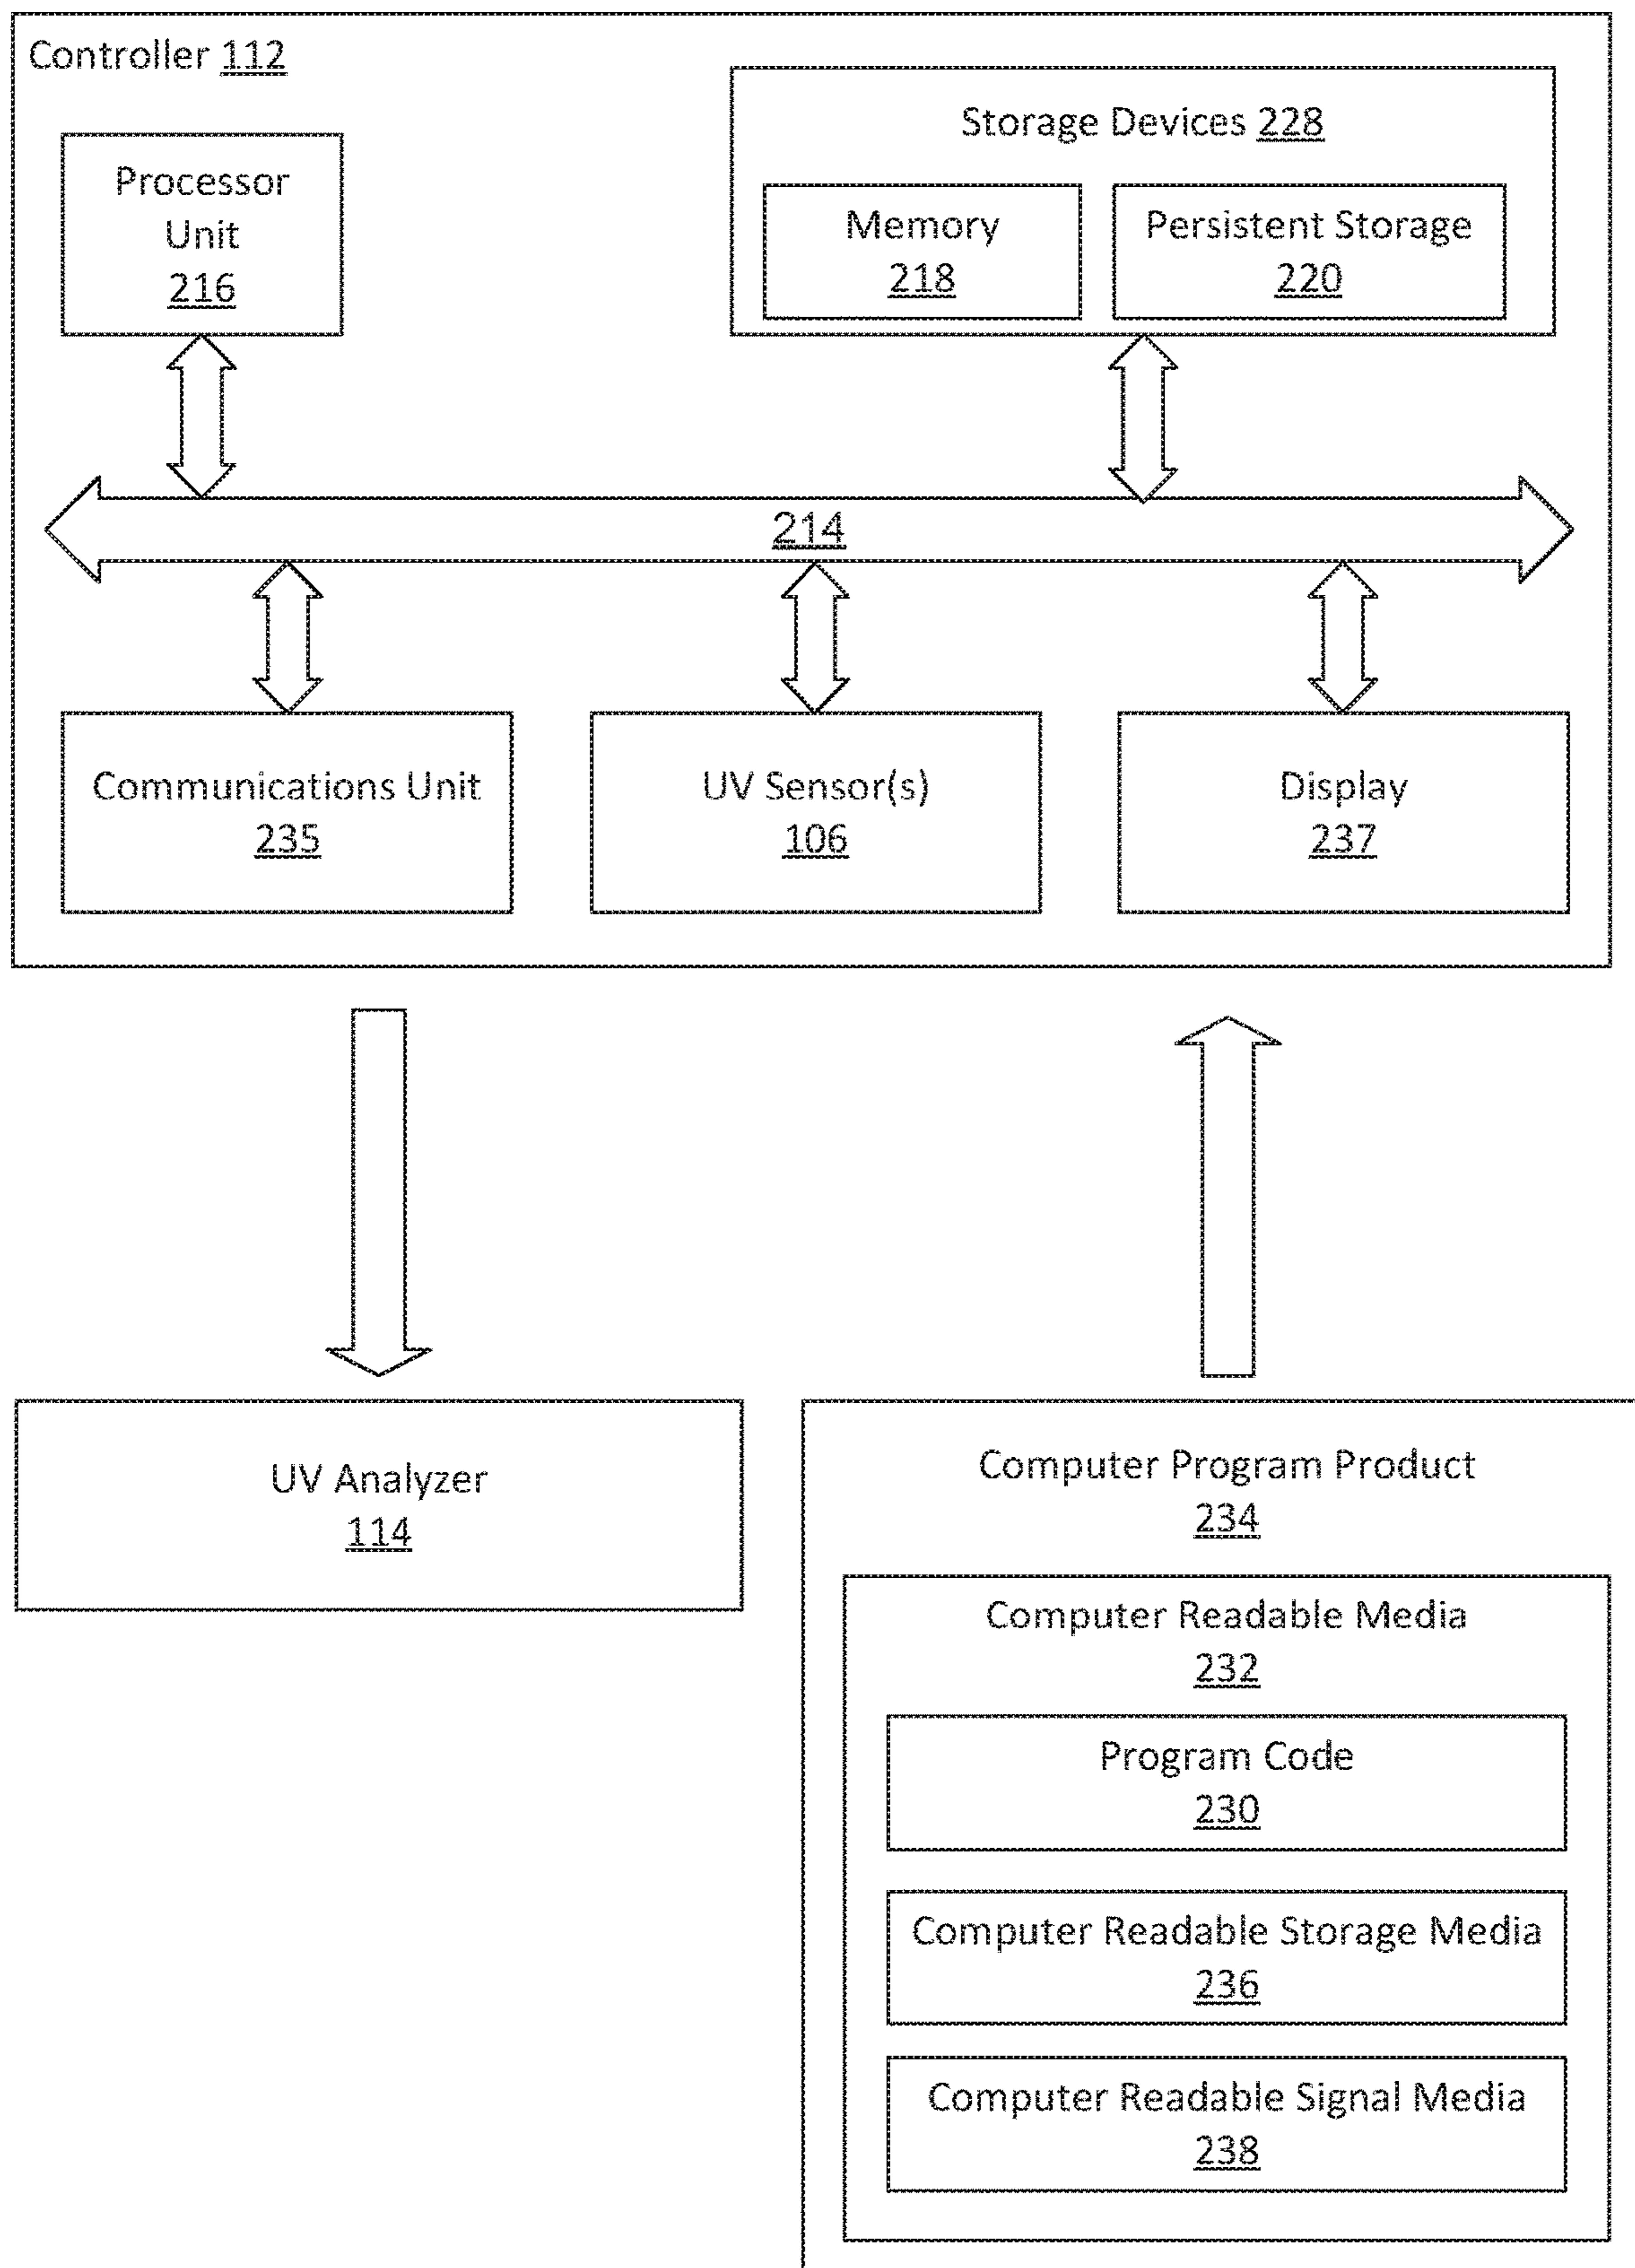 Controller 112
Storage Devices 228
Processor
Unit
216
Memory
218
Persistent Storage
220
214
Communications Unit
235
UV Sensor(s)
106
Display
237
UV Analyzer
114
Computer Program Product
234
Computer Readable Media
232
Program Code
230
Computer Readable Storage Media
236
Computer Readable Signal Media
238